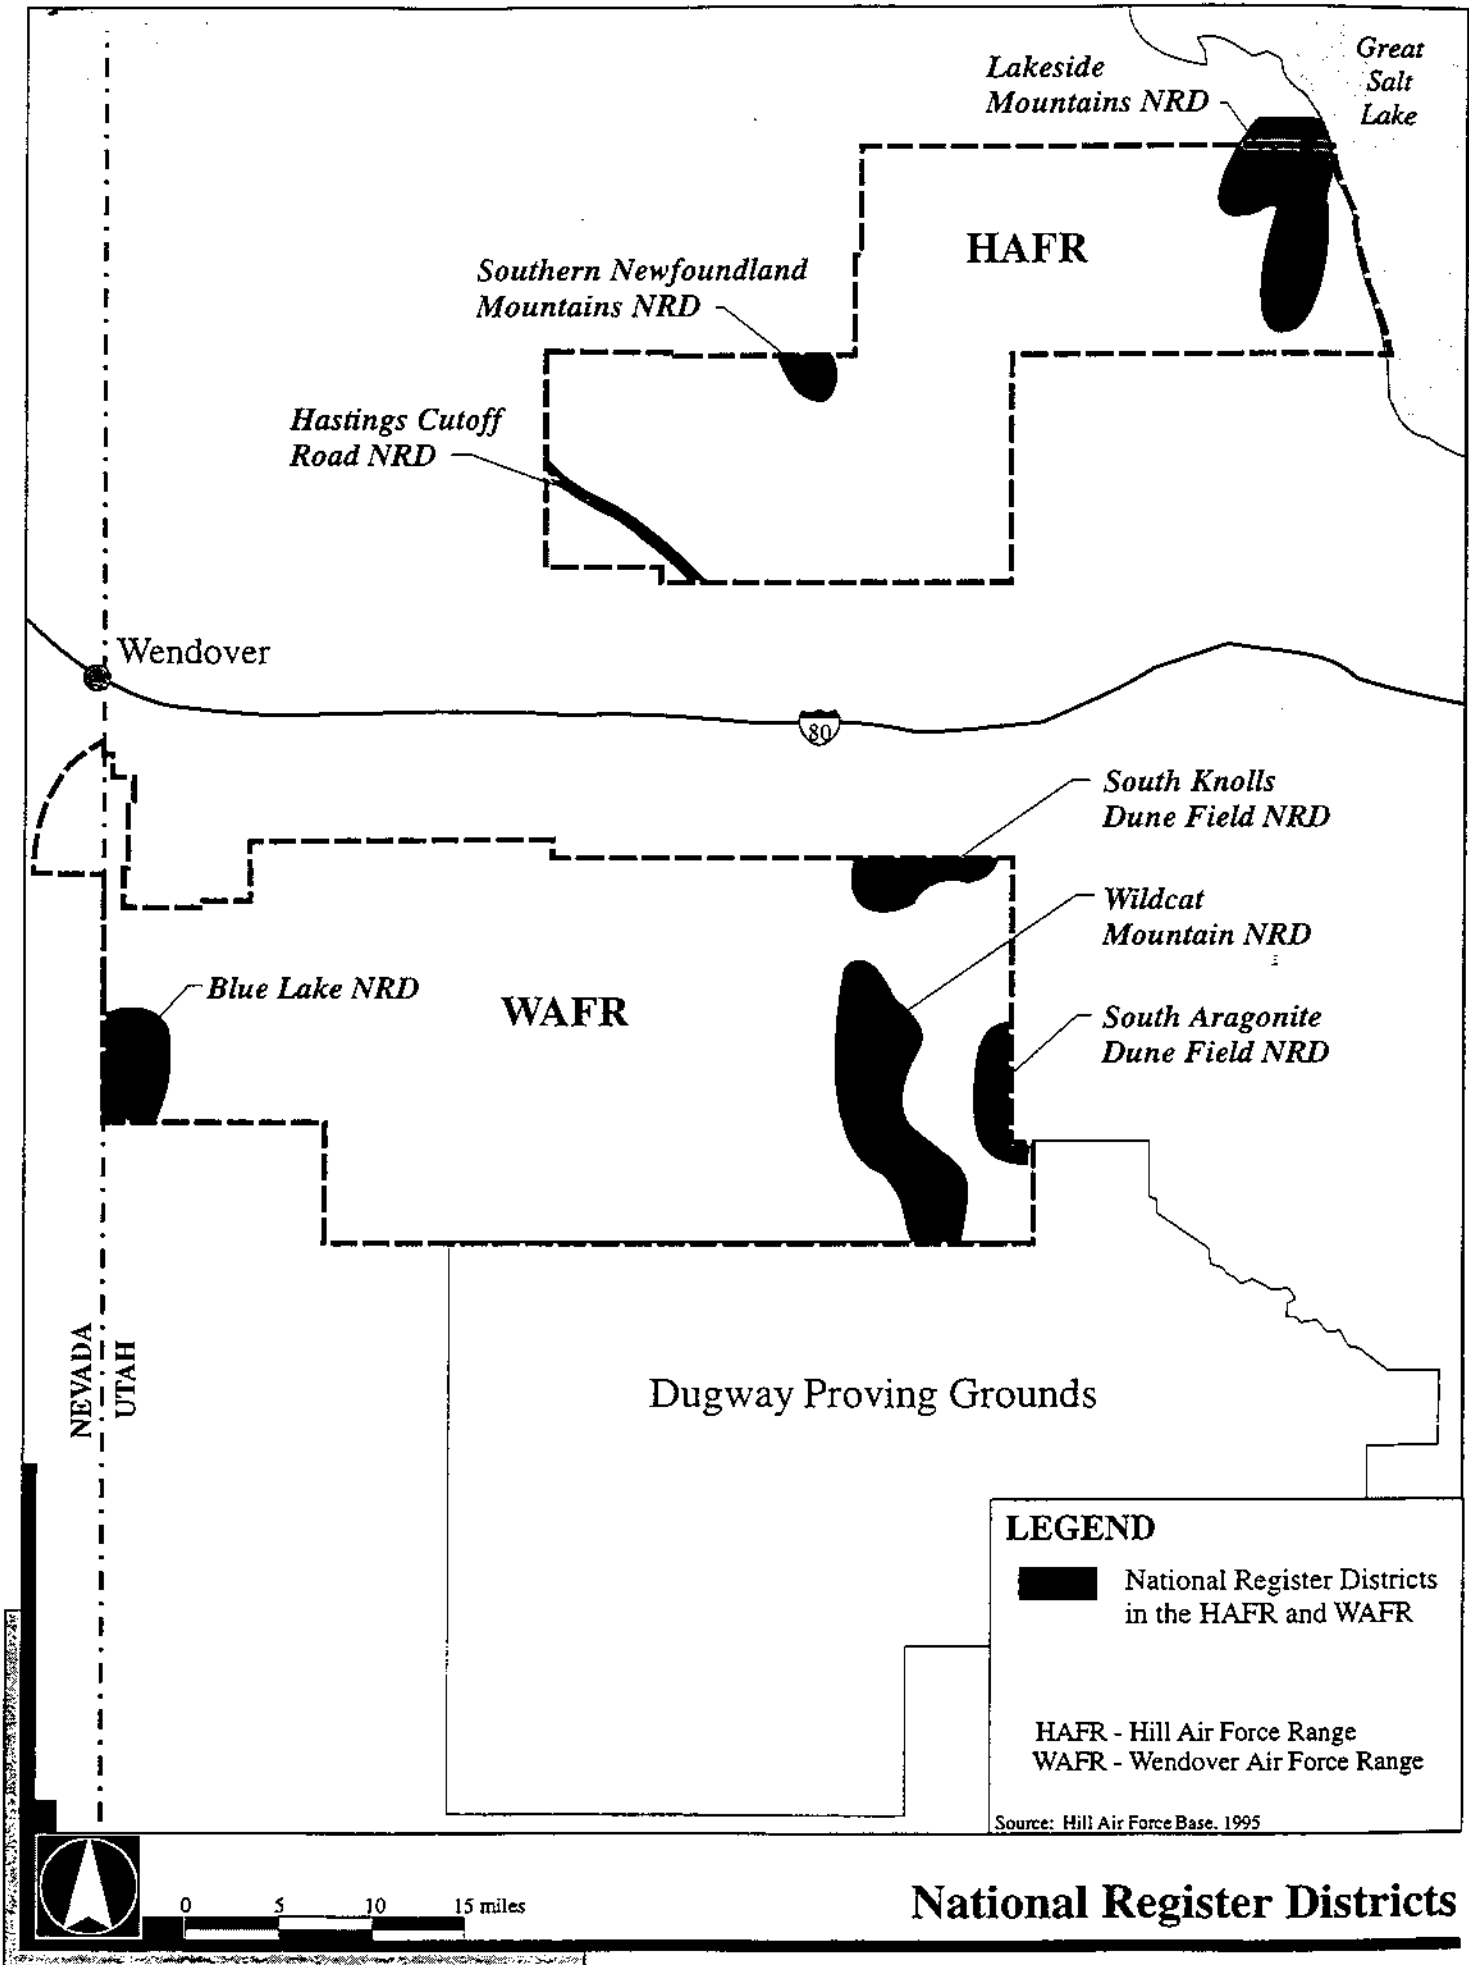 Great
Salt
Lake
Lakeside
Mountains NRD
HAFR
Southern Newfoundland
Mountains NRD
Hastings Cutoff
Road NRD
Wendover
80
South Knolls
Dune Field NRD
Wildcat
Mountain NRD
Blue Lake NRD
WAFR
South Aragonite
Dune Field NRD
NEVADA
UTAH
Dugway Proving Grounds
LEGEND
National Register Districts
in the HAFR and WAFR
HAFR - Hill Air Force Range
WAFR - Wendover Air Force Range
Source: Hill Air Force Base, 1995
0 5 10 15 miles
National Register Districts